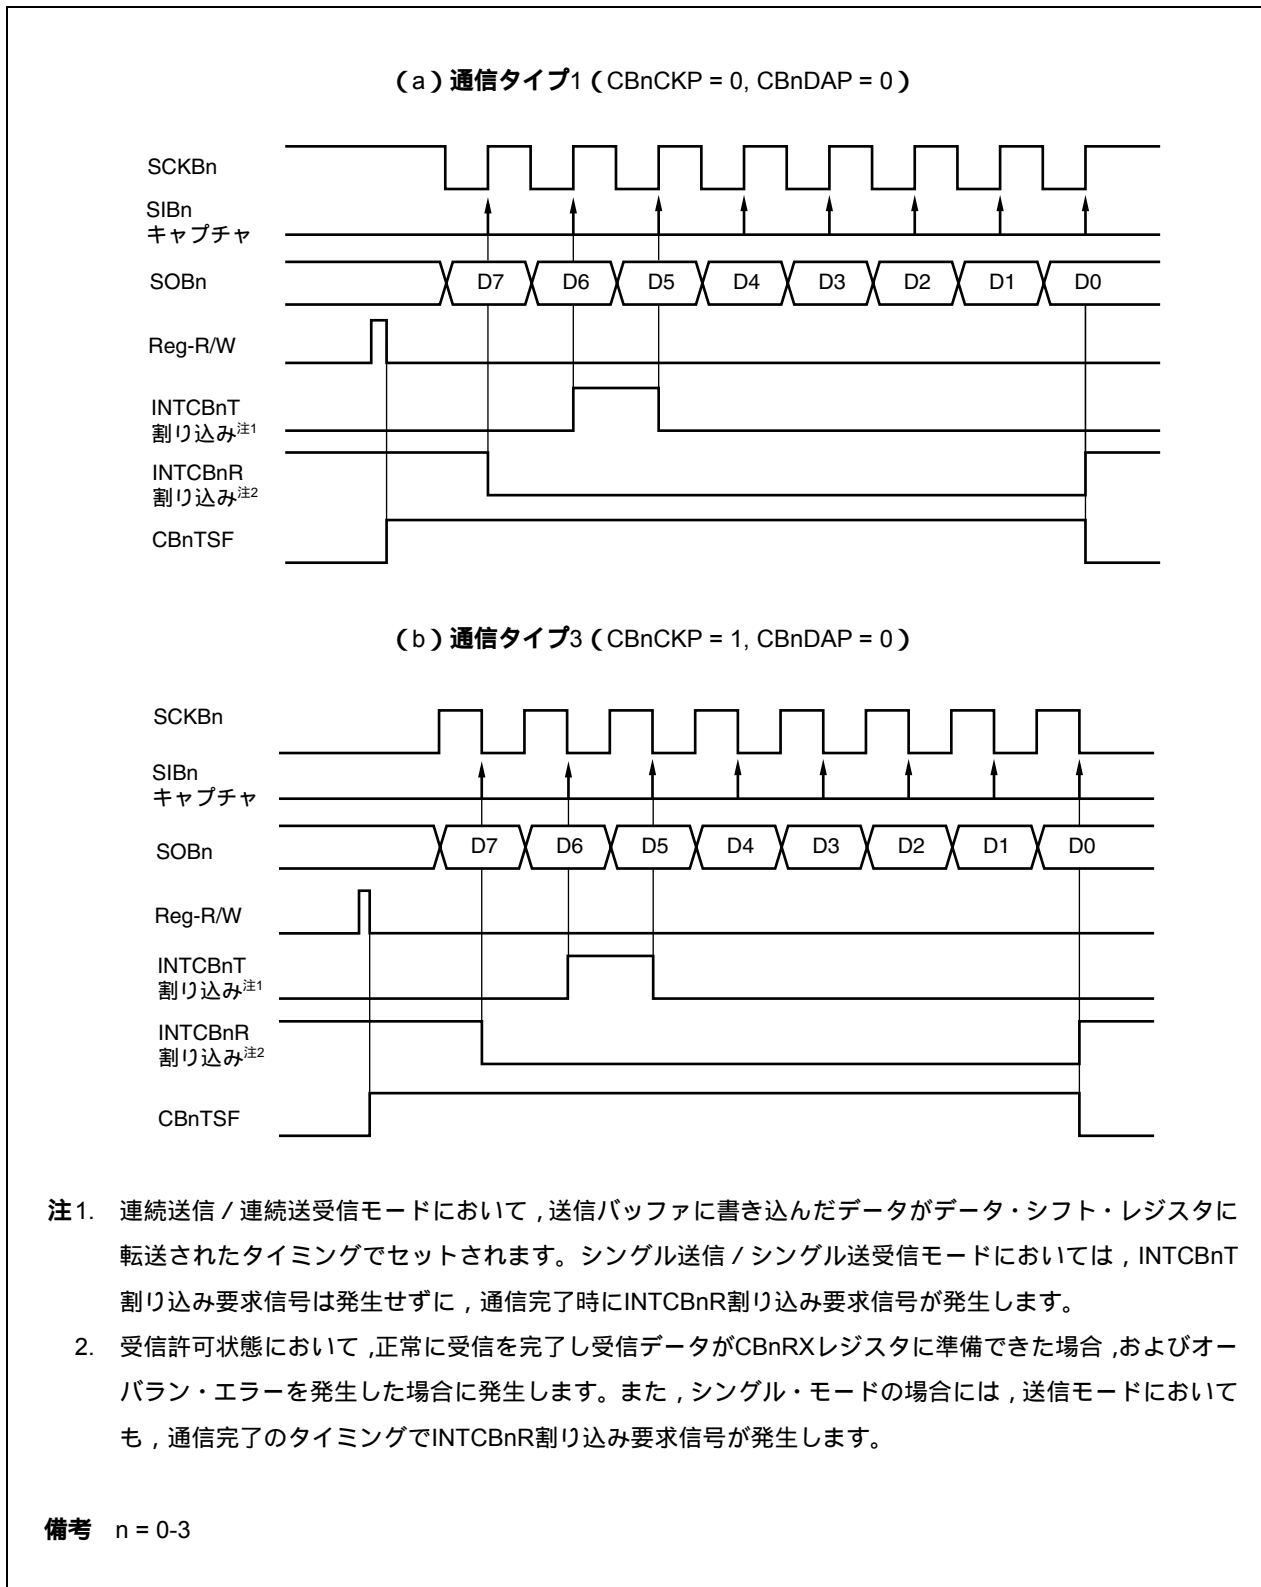 (a)通信タイプ1(CBnCKP = 0, CBnDAP = 0)
SCKBn
SIBn
キャプチャ
SOBn D7 D6 D5 D4 D3 D2 D1 D0
Reg-R/W
INTCBnT
割り込み注1
INTCBnR
割り込み注2
CBnTSF
(b)通信タイプ3(CBnCKP = 1, CBnDAP = 0)
SCKBn
SIBn
キャプチャ
SOBn D7 D6 D5 D4 D3 D2 D1 D0
Reg-R/W
INTCBnT
割り込み注1
INTCBnR
割り込み注2
CBnTSF
注1. 連続送信/連続送受信モードにおいて,送信バッファに書き込んだデータがデータ・シフト・レジスタに
転送されたタイミングでセットされます。シングル送信/シングル送受信モードにおいては,INTCBnT
割り込み要求信号は発生せずに,通信完了時にINTCBnR割り込み要求信号が発生します。
2. 受信許可状態において,正常に受信を完了し受信データがCBnRXレジスタに準備できた場合,およびオー
バラン・エラーを発生した場合に発生します。また,シングル・モードの場合には,送信モードにおいて
も,通信完了のタイミングでINTCBnR割り込み要求信号が発生します。
備考 n = 0-3